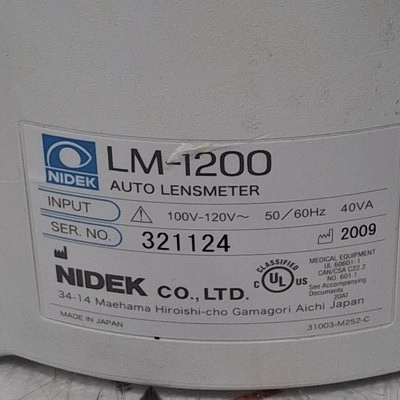 NIDEK
LM-1200
AUTO LENSMETER
INPUT 100V-120V~ 50/60Hz 40VA
SER. NO. 321124 2009
NIDEK CO., LTD.
34-14 Maehama Hiroishi-cho Gamagori Aichi Japan
MADE IN JAPAN
CLASSIFIED
C UL US
MEDICAL EQUIPMENT
UL 60601-1
CAN/CSA C22.2
NO. 601.1
See Accompanying
Documents
20A1
31003-M252-C